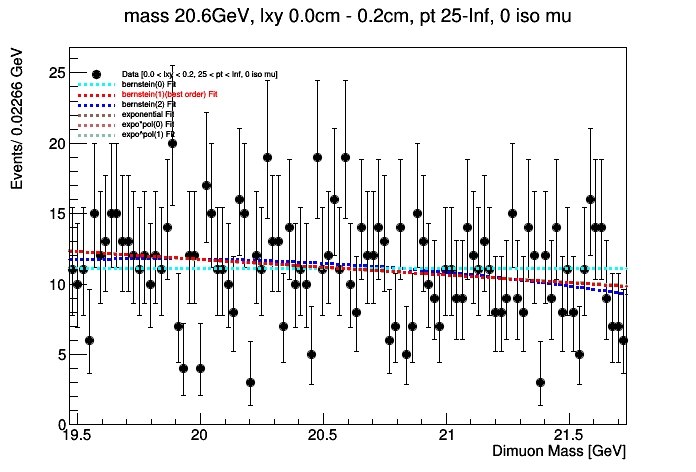 mass 20.6GeV, lxy 0.0cm - 0.2cm, pt 25-Inf, 0 iso mu
Events/ 0.02266 GeV
25
20
15
10
5
0
Data [0.0 < lxy < 0.2, 25 < pt < Inf, 0 iso mu]
bernstein(0) Fit
bernstein(1)(best order) Fit
bernstein(2) Fit
exponential Fit
expo*pol(0) Fit
expo*pol(1) Fit
19.5
20
20.5
21
21.5
Dimuon Mass [GeV]